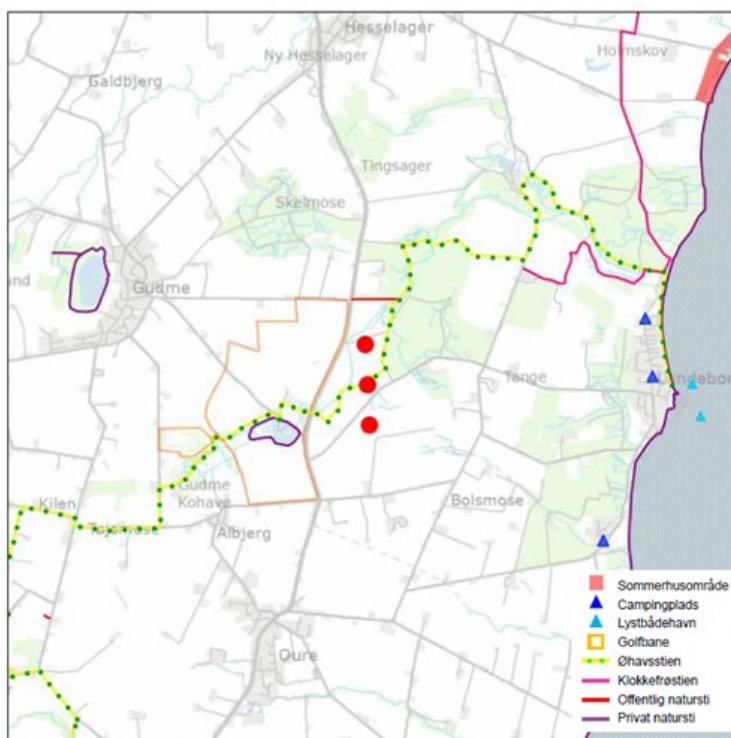 Hesselager
Ny Hesselager
Holmskov
Galdbjerg
Tingsager
Skelmose
Gudme
Tange
Gudme
Kohave
Kilen
Tojsmose
Albjerg
Bolsmose
Oure
Sommerhusområde
Campingplads
Lystbådehavn
Golfbane
Øhavsstien
Klokkefrøstien
Offentlig natursti
Privat natursti